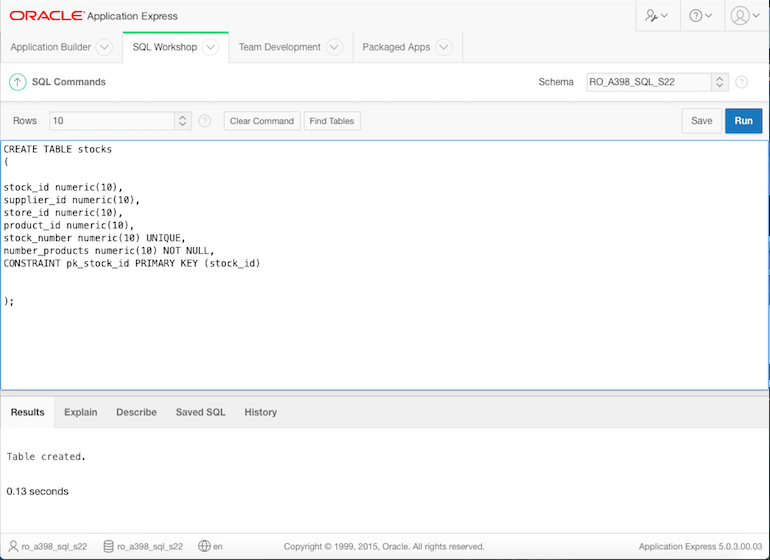 ORACLE Application Express
Application Builder SQL Workshop Team Development Packaged Apps
SQL Commands Schema RO_A398_SQL_S22
Rows 10 Clear Command Find Tables Save Run
CREATE TABLE stocks
(
stock_id numeric(10),
supplier_id numeric(10),
store_id numeric(10),
product_id numeric(10),
stock_number numeric(10) UNIQUE,
number_products numeric(10) NOT NULL,
CONSTRAINT pk_stock_id PRIMARY KEY (stock_id)
);
Results Explain Describe Saved SQL History
Table created.
0.13 seconds
ro_a398_sql_s22 ro_a398_sql_s22 en Copyright © 1999, 2015, Oracle. All rights reserved. Application Express 5.0.3.00.03